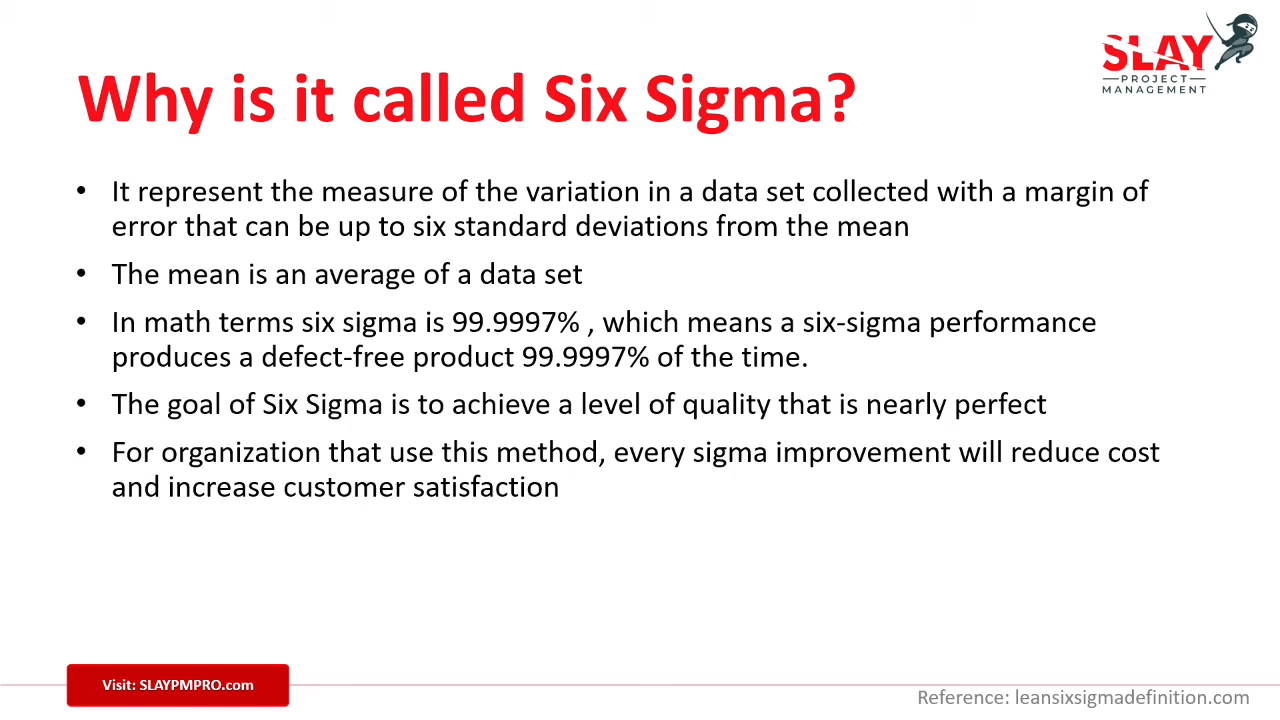 SLAY
PROJECT
MANAGEMENT
Why is it called Six Sigma?
• It represent the measure of the variation in a data set collected with a margin of
error that can be up to six standard deviations from the mean
• The mean is an average of a data set
• In math terms six sigma is 99.9997% , which means a six-sigma performance
produces a defect-free product 99.9997% of the time.
• The goal of Six Sigma is to achieve a level of quality that is nearly perfect
• For organization that use this method, every sigma improvement will reduce cost
and increase customer satisfaction
Visit: SLAYPMPRO.com
Reference: leansixsigmadefinition.com